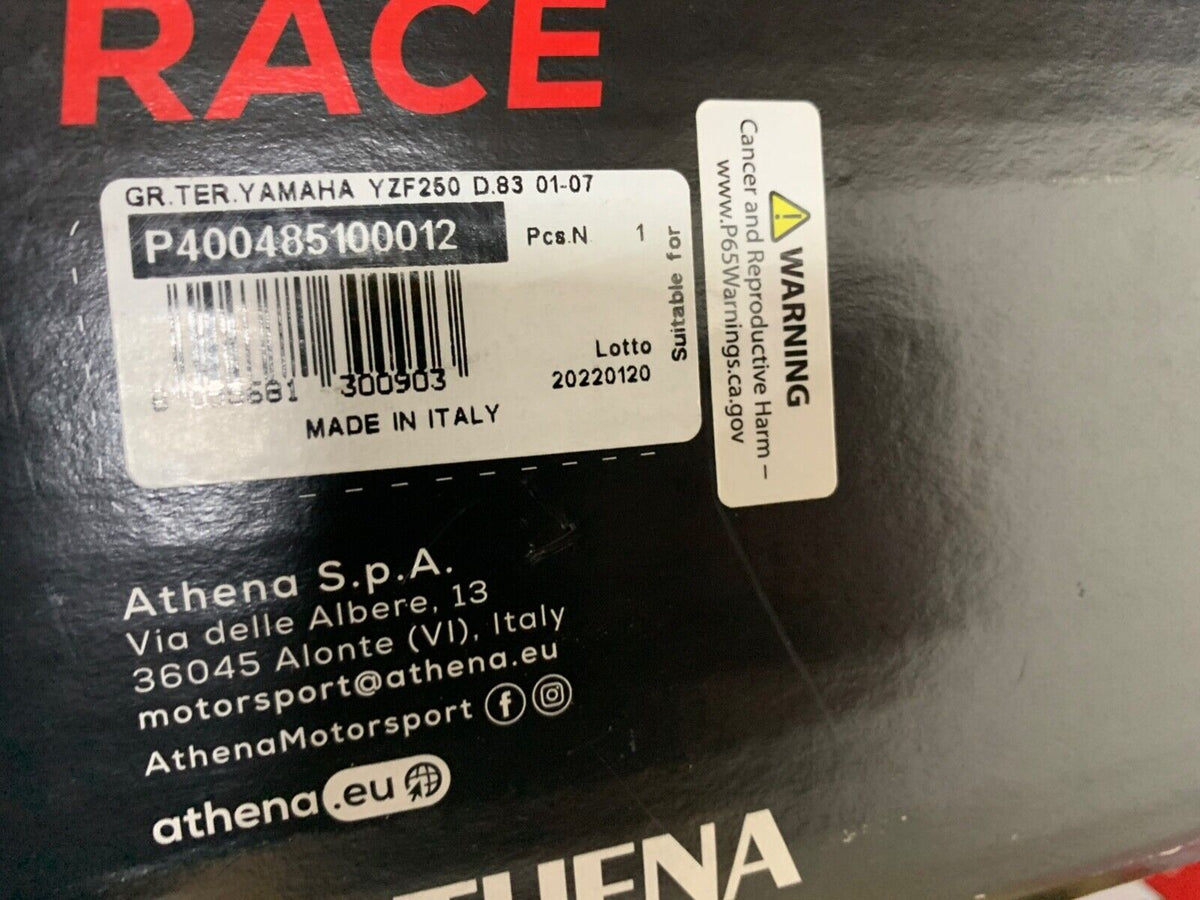 RACE
GR.TER.YAMAHA YZF250 D.83 01-07
P400485100012
Pcs.N 1
Suitable for
300903
Lotto
20220120
MADE IN ITALY
WARNING
Cancer and Reproductive Harm –
www.P65Warnings.ca.gov
Athena S.p.A.
Via delle Albere, 13
36045 Alonte (VI), Italy
motorsport@athena.eu
AthenaMotorsport
athena.eu